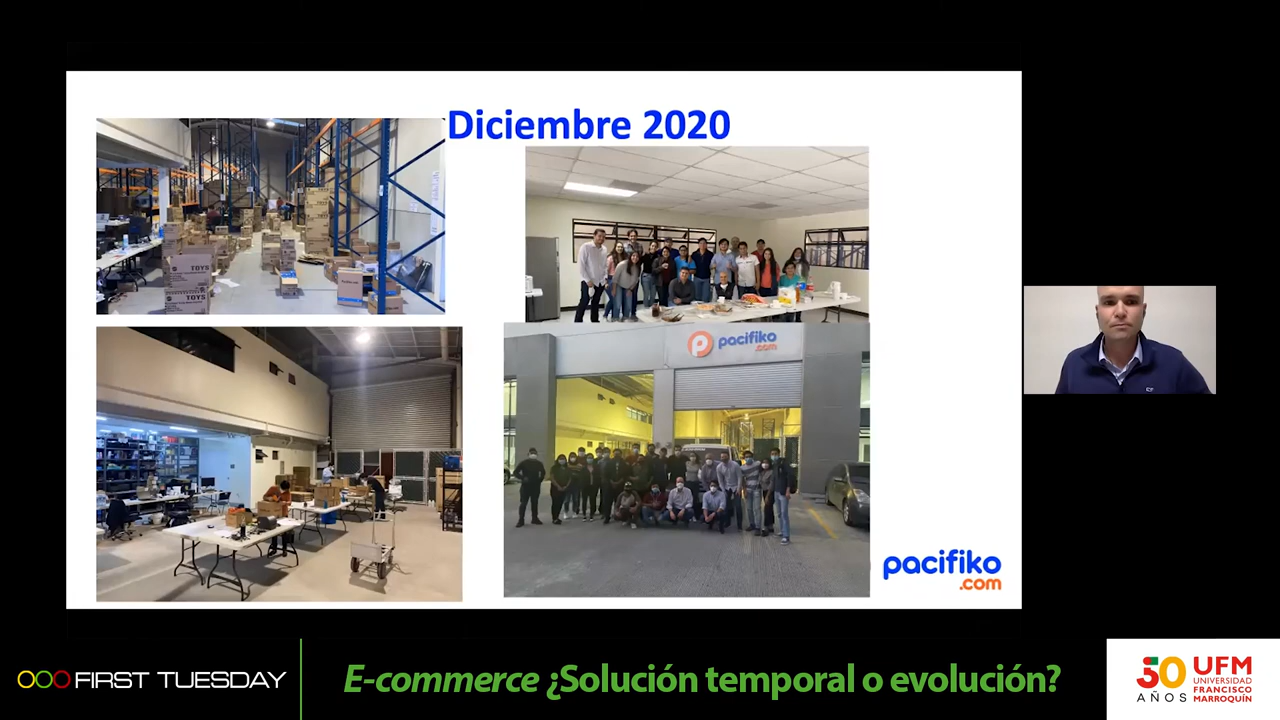 Diciembre 2020
TOYS
TOYS
pacifiko
.com
pacifiko
.com
FIRST TUESDAY
E-commerce ¿Solución temporal o evolución?
50
AÑOS
UFM
UNIVERSIDAD
FRANCISCO
MARROQUÍN